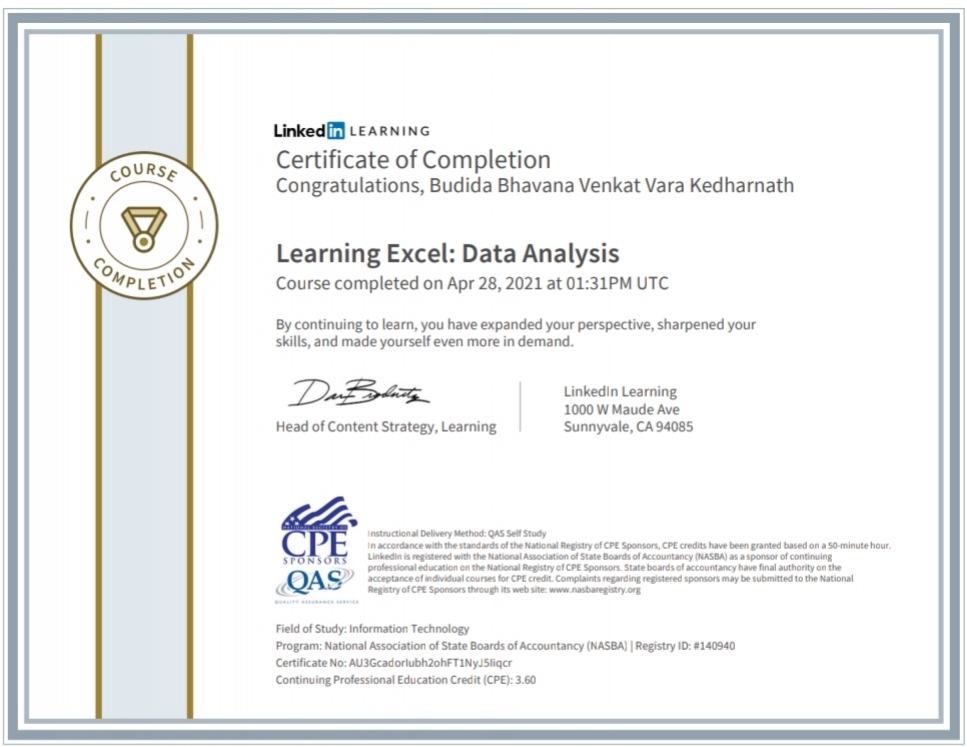 LinkedIn LEARNING
Certificate of Completion
Congratulations, Budida Bhavana Venkat Vara Kedharnath
COURSE
COMPLETION
Learning Excel: Data Analysis
Course completed on Apr 28, 2021 at 01:31PM UTC
By continuing to learn, you have expanded your perspective, sharpened your
skills, and made yourself even more in demand.
Head of Content Strategy, Learning
LinkedIn Learning
1000 W Maude Ave
Sunnyvale, CA 94085
NATIONAL REGISTRY OF
CPE
SPONSORS
QAS
QUALITY ASSURANCE SERVICE
Instructional Delivery Method: QAS Self Study
In accordance with the standards of the National Registry of CPE Sponsors, CPE credits have been granted based on a 50-minute hour.
LinkedIn is registered with the National Association of State Boards of Accountancy (NASBA) as a sponsor of continuing
professional education on the National Registry of CPE Sponsors. State boards of accountancy have final authority on the
acceptance of individual courses for CPE credit. Complaints regarding registered sponsors may be submitted to the National
Registry of CPE Sponsors through its web site: www.nasbaregistry.org
Field of Study: Information Technology
Program: National Association of State Boards of Accountancy (NASBA) | Registry ID: #140940
Certificate No:
Continuing Professional Education Credit (CPE): 3.60